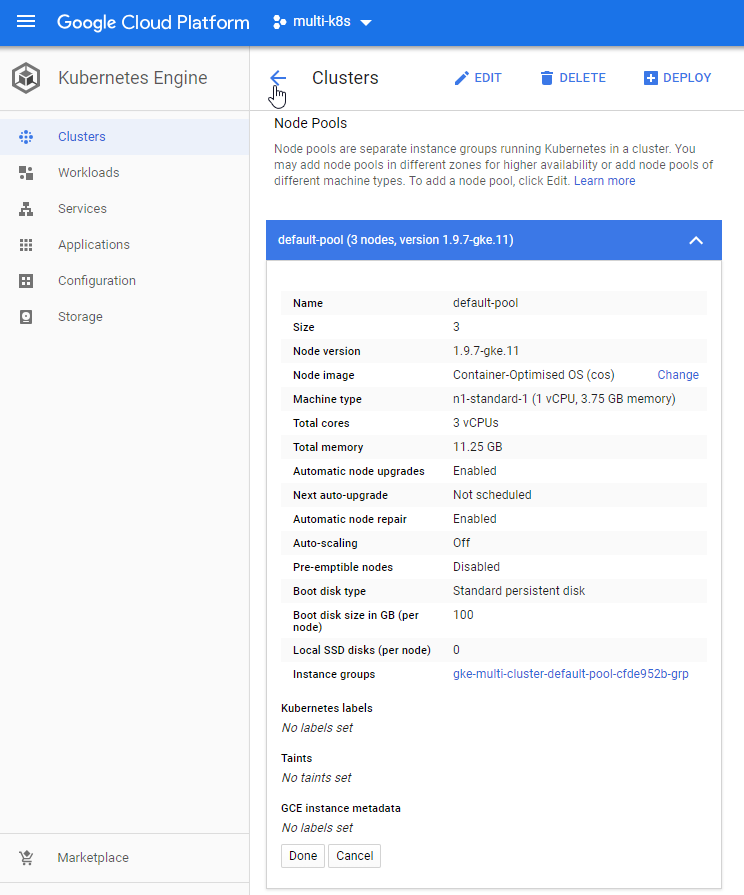 Google Cloud Platform
multi-k8s
Kubernetes Engine
Clusters
EDIT
DELETE
DEPLOY
Clusters
Workloads
Services
Applications
Configuration
Storage
Marketplace
Node Pools
Node pools are separate instance groups running Kubernetes in a cluster. You
may add node pools in different zones for higher availability or add node pools of
different machine types. To add a node pool, click Edit. Learn more
default-pool (3 nodes, version 1.9.7-gke.11)
Name default-pool
Size 3
Node version 1.9.7-gke.11
Node image Container-Optimised OS (cos) Change
Machine type n1-standard-1 (1 vCPU, 3.75 GB memory)
Total cores 3 vCPUs
Total memory 11.25 GB
Automatic node upgrades Enabled
Next auto-upgrade Not scheduled
Automatic node repair Enabled
Auto-scaling Off
Pre-emptible nodes Disabled
Boot disk type Standard persistent disk
Boot disk size in GB (per 100
node)
Local SSD disks (per node) 0
Instance groups gke-multi-cluster-default-pool-cfde952b-grp
Kubernetes labels
No labels set
Taints
No taints set
GCE instance metadata
No labels set
Done Cancel